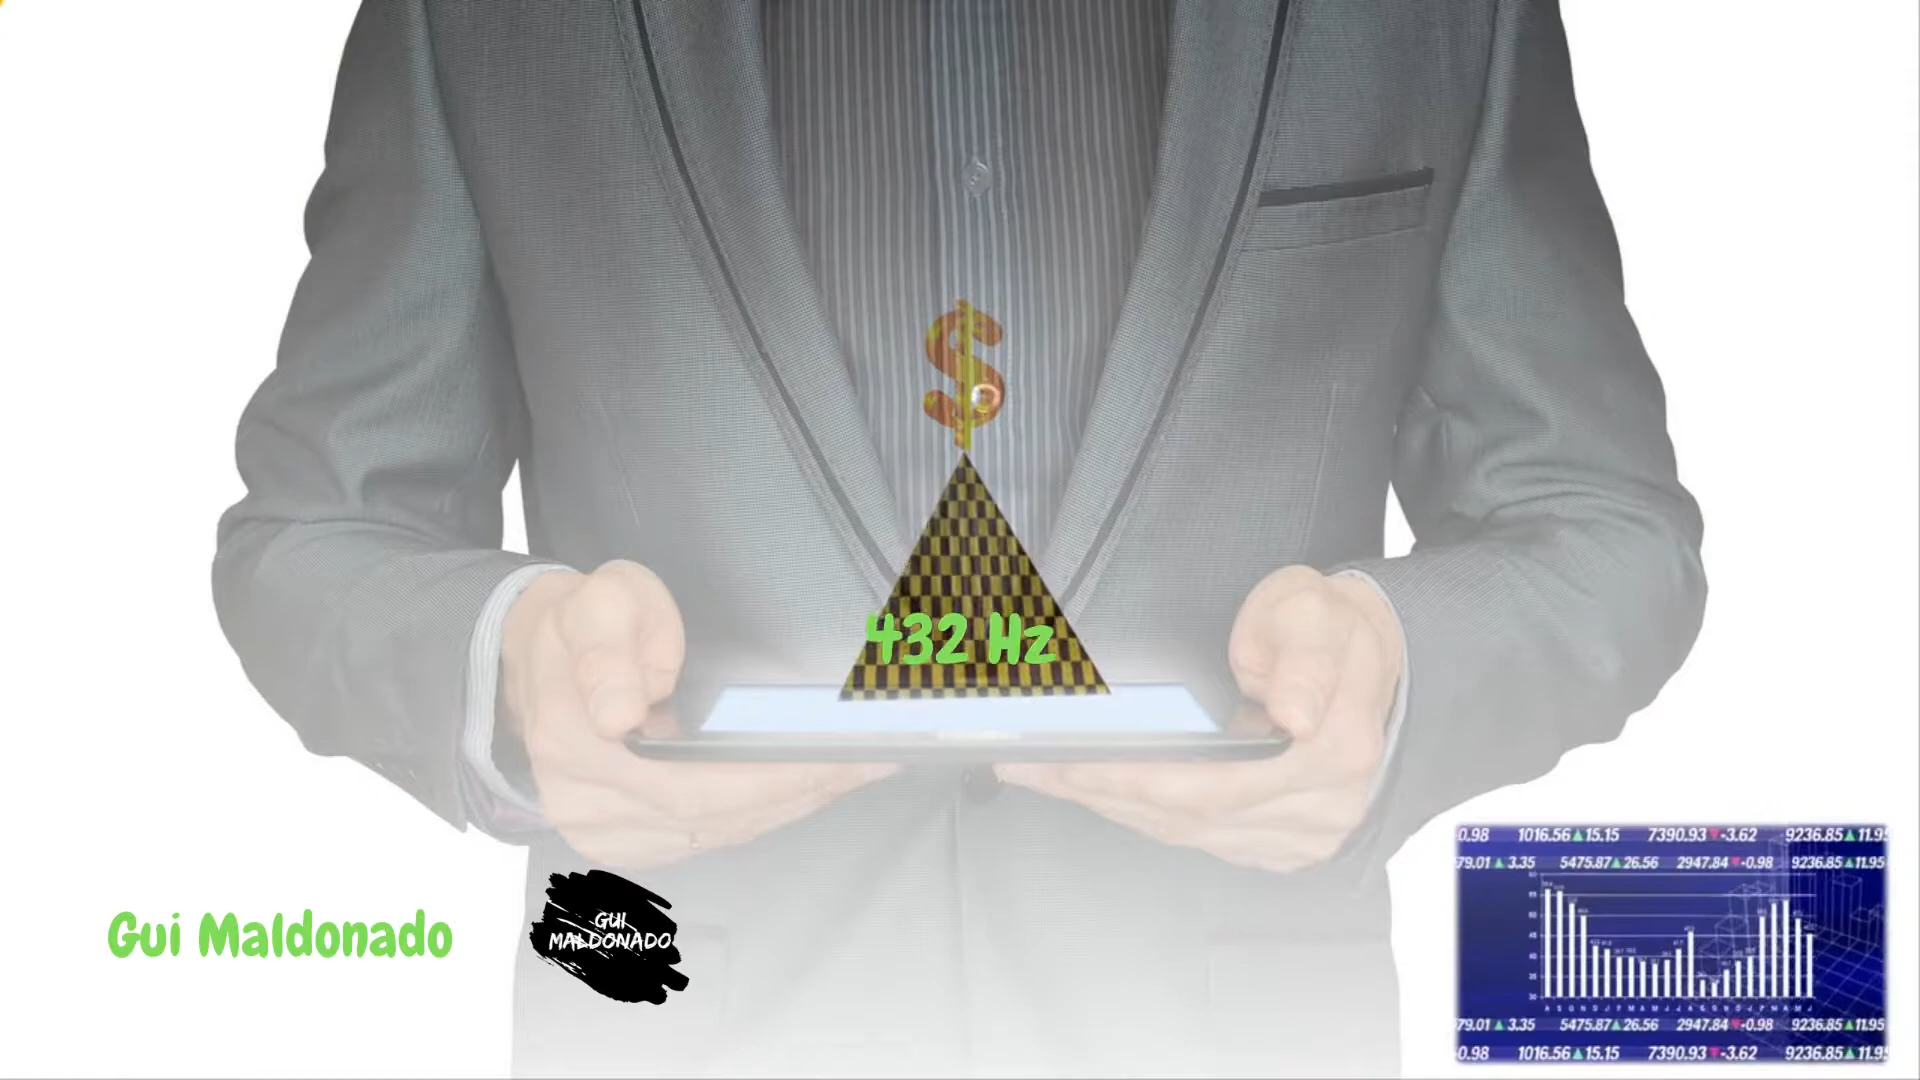 $
432 Hz
Gui Maldonado
GUI
MALDONADO
0.98 1016.56▲15.15 7390.93▼-3.62 9236.85▲11.95
79.01▲3.35 5475.87▲26.56 2947.84▼-0.98 9236.85▲11.95
79.01▲3.35 5475.87▲26.56 2947.84▼-0.98 9236.85▲11.95
0.98 1016.56▲15.15 7390.93▼-3.62 9236.85▲11.95